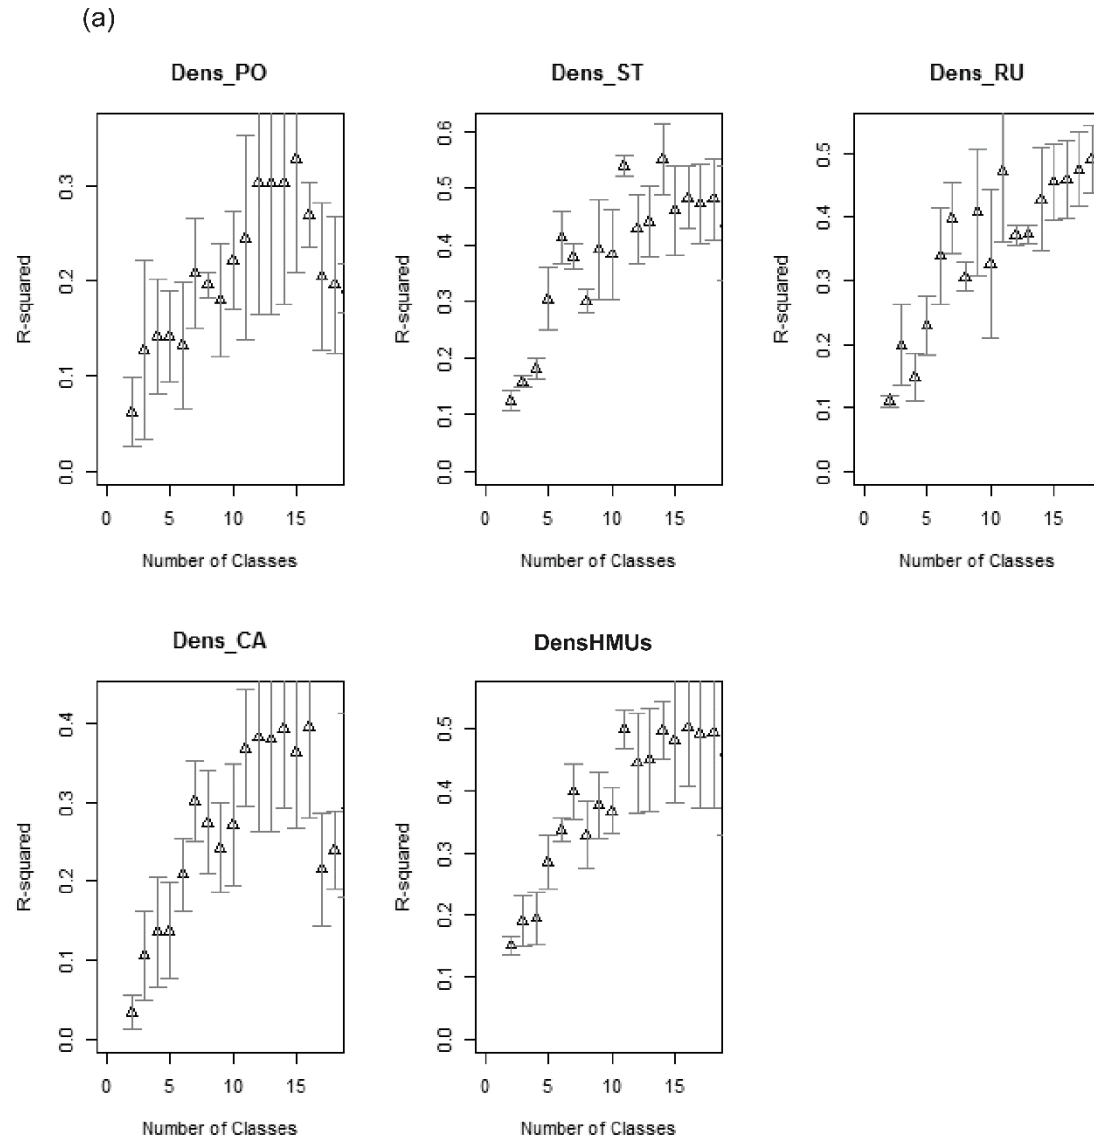 (a)
Dens_PO
Dens_ST
Dens_RU
R-squared
0.0 0.1 0.2 0.3
0 5 10 15
Number of Classes
R-squared
0.0 0.1 0.2 0.3 0.4 0.5 0.6
0 5 10 15
Number of Classes
R-squared
0.0 0.1 0.2 0.3 0.4 0.5
0 5 10 15
Number of Classes
Dens_CA
DensHMUs
R-squared
0.0 0.1 0.2 0.3 0.4
0 5 10 15
Number of Classes
R-squared
0.0 0.1 0.2 0.3 0.4 0.5
0 5 10 15
Number of Classes